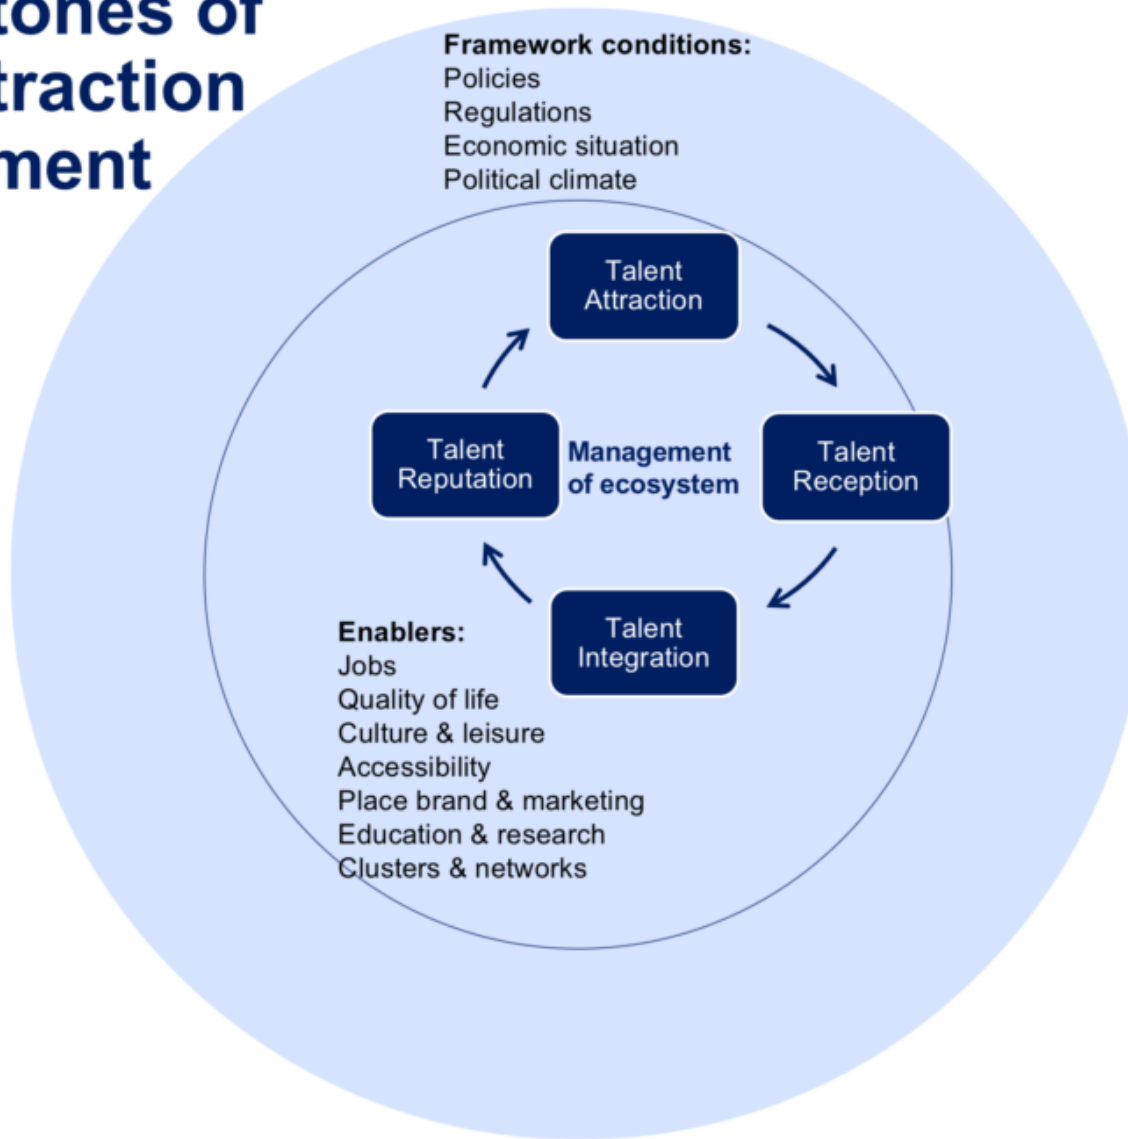 tones of
traction
ment
Framework conditions:
Policies
Regulations
Economic situation
Political climate
Talent
Attraction
Talent
Reputation
Management
of ecosystem
Talent
Reception
Talent
Integration
Enablers:
Jobs
Quality of life
Culture & leisure
Accessibility
Place brand & marketing
Education & research
Clusters & networks